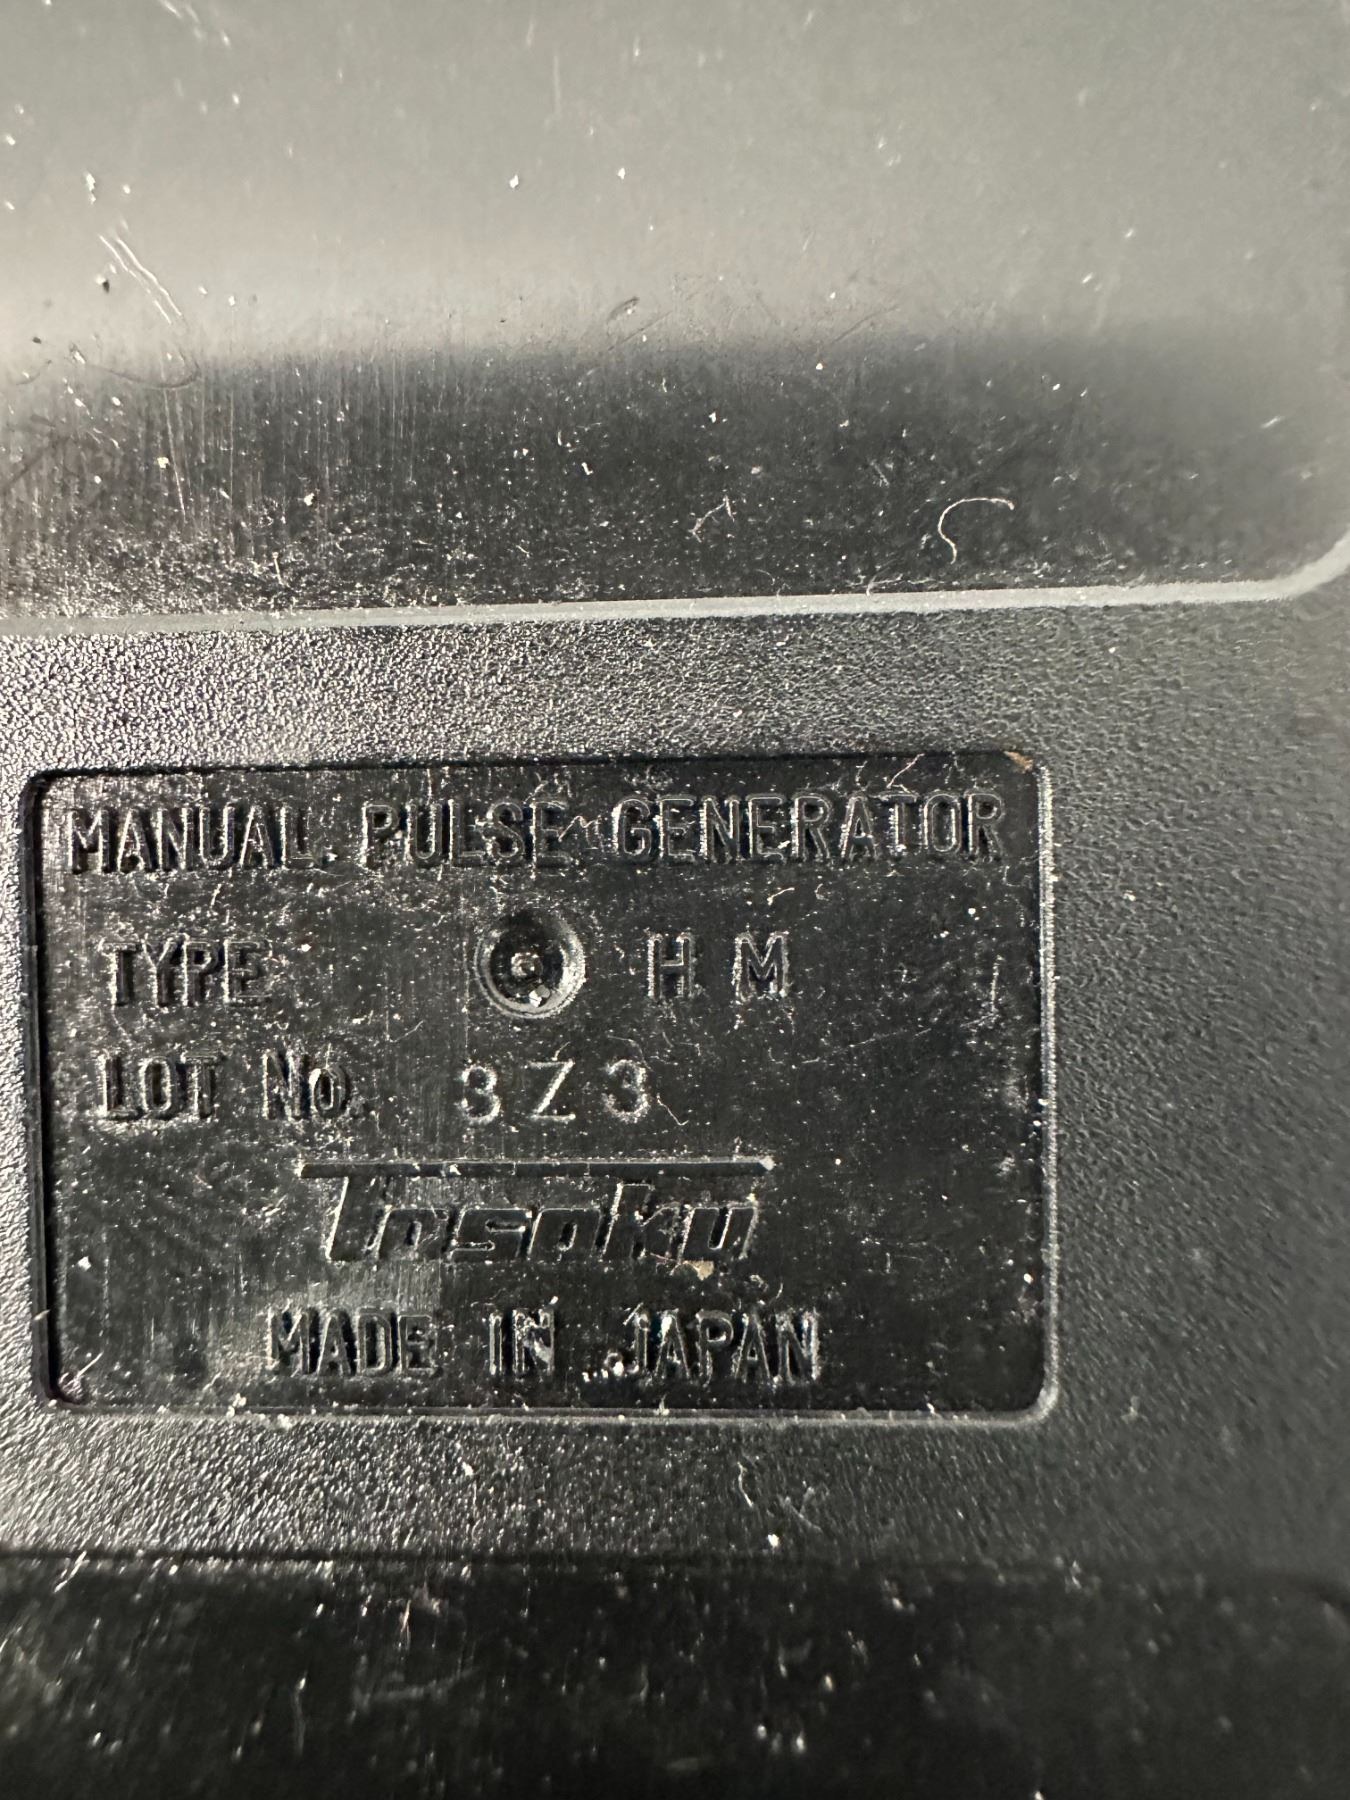 MANUAL PULSE GENERATOR
TYPE HM
LOT No. 3Z3
Tosoku
MADE IN JAPAN